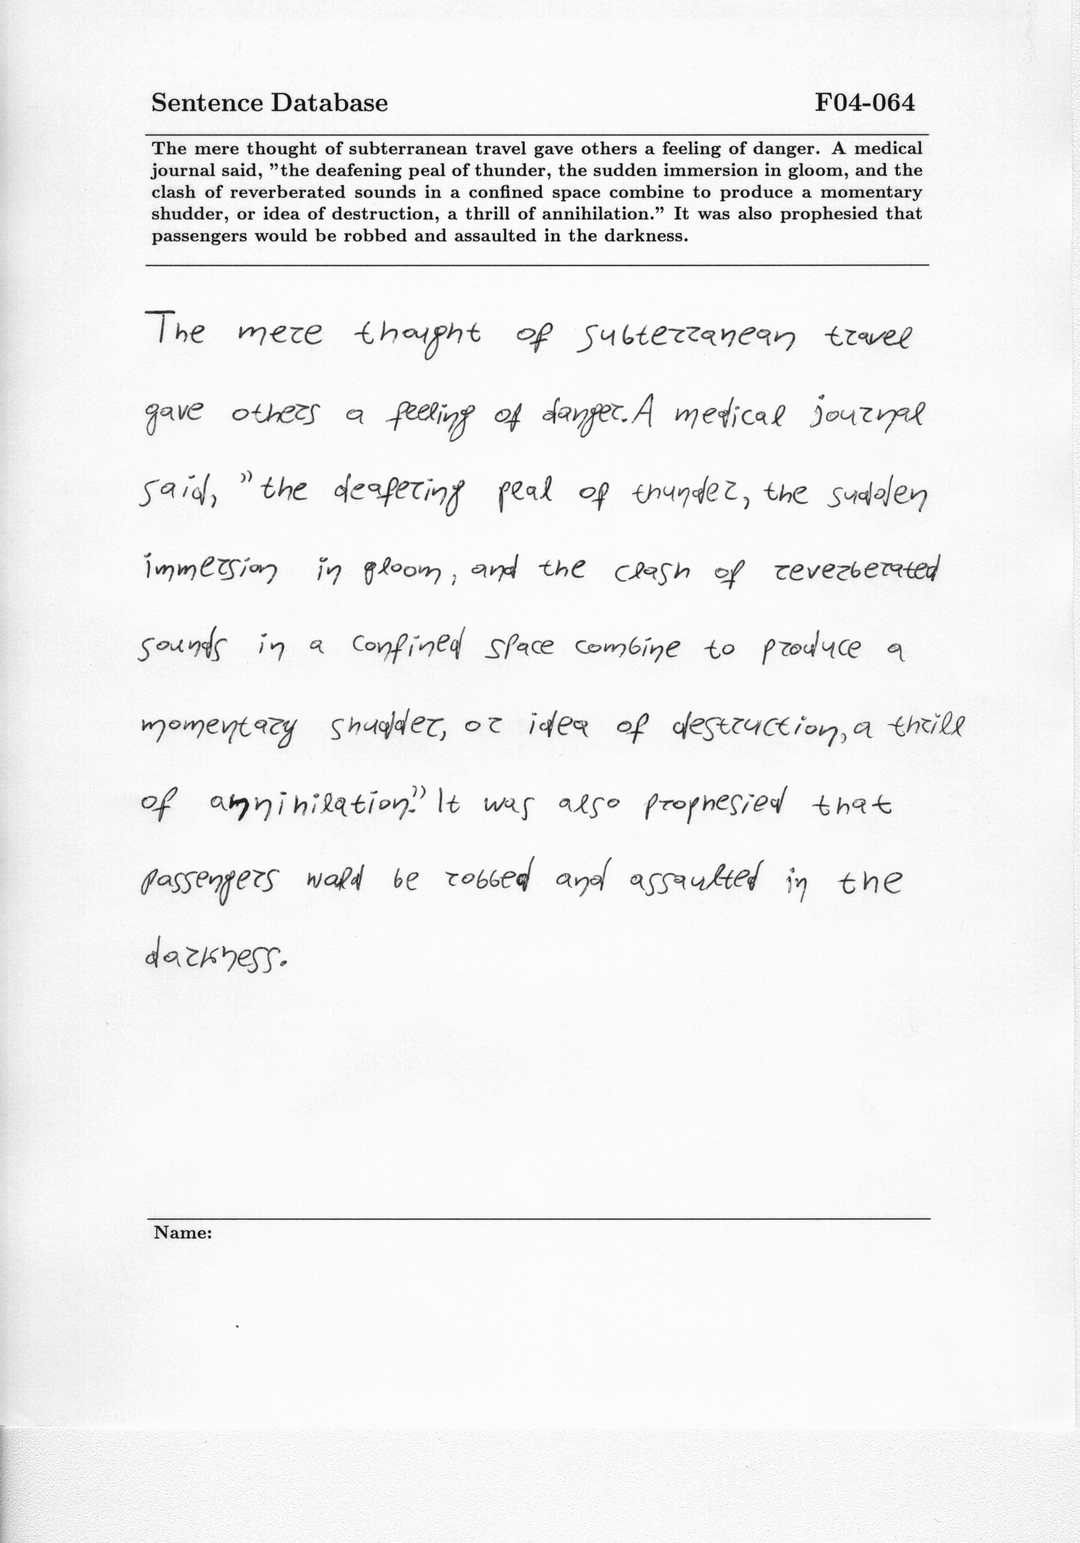 Sentence Database F04-064
The mere thought of subterranean travel gave others a feeling of danger. A medical
journal said, ”the deafening peal of thunder, the sudden immersion in gloom, and the
clash of reverberated sounds in a confined space combine to produce a momentary
shudder, or idea of destruction, a thrill of annihilation.” It was also prophesied that
passengers would be robbed and assaulted in the darkness.
The mere thought of subterranean travel
gave others a feeling of danger. A medical journal
said, ”the deafering peal of thunder, the sudden
immersion in gloom, and the clash of reverberated
sounds in a confined space combine to produce a
momentary shudder, or idea of destruction, a thrill
of annihilation.” It was also prophesied that
passengers would be robbed and assaulted in the
darkness.
Name: